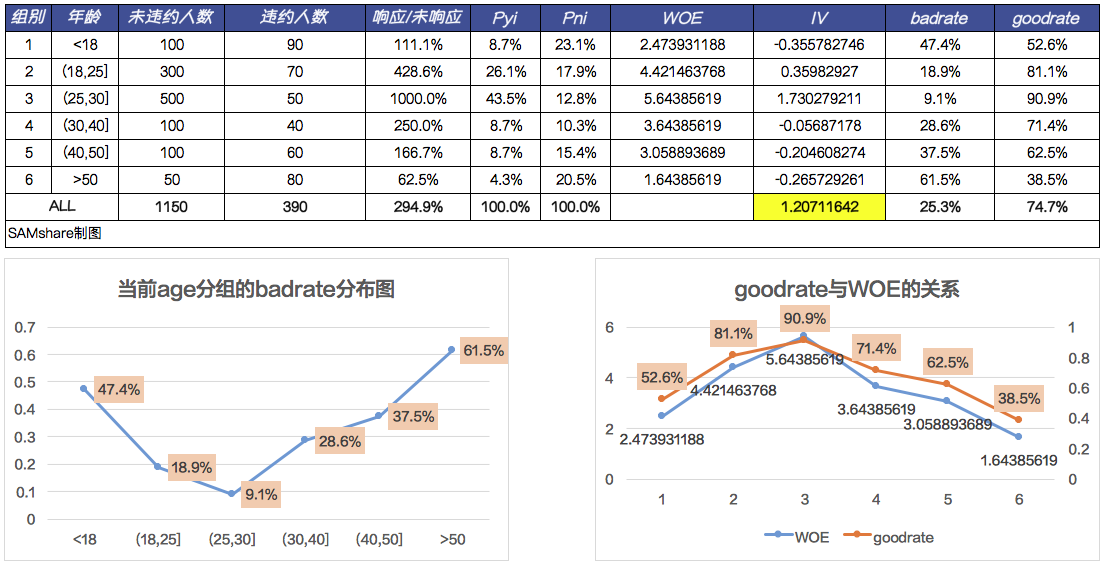 组别 年龄 未违约人数 违约人数 响应/未响应 Pyi Pni WOE IV badrate goodrate
1 <18 100 90 111.1% 8.7% 23.1% 2.473931188 -0.355782746 47.4% 52.6%
2 (18,25] 300 70 428.6% 26.1% 17.9% 4.421463768 0.35982927 18.9% 81.1%
3 (25,30] 500 50 1000.0% 43.5% 12.8% 5.64385619 1.730279211 9.1% 90.9%
4 (30,40] 100 40 250.0% 8.7% 10.3% 3.64385619 -0.05687178 28.6% 71.4%
5 (40,50] 100 60 166.7% 8.7% 15.4% 3.058893689 -0.204608274 37.5% 62.5%
6 >50 50 80 62.5% 4.3% 20.5% 1.64385619 -0.265729261 61.5% 38.5%
ALL 1150 390 294.9% 100.0% 100.0% 1.20711642 25.3% 74.7%
SAMshare制图
当前age分组的badrate分布图
0.7
0.6
0.5
0.4
0.3
0.2
0.1
0
47.4%
18.9%
9.1%
28.6%
37.5%
61.5%
<18 (18,25] (25,30] (30,40] (40,50] >50
goodrate与WOE的关系
6
4
2
0
52.6%
81.1%
90.9%
71.4%
62.5%
38.5%
2.473931188
4.421463768
5.64385619
3.64385619
3.058893689
1.64385619
1
0.8
0.6
0.4
0.2
0
1 2 3 4 5 6
WOE goodrate